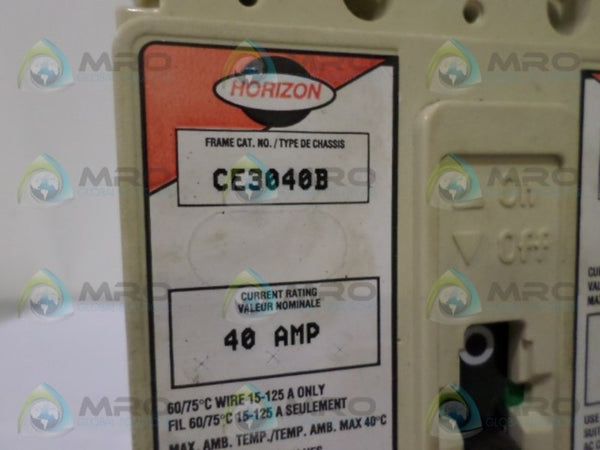 HORIZON
FRAME CAT. NO. / TYPE DE CHASSIS
CE3040B
CURRENT RATING
VALEUR NOMINALE
40 AMP
60/75°C WIRE 15-125 A ONLY
FIL 60/75°C 15-125 A SEULEMENT
MAX. AMB. TEMP./TEMP. AMB. MAX 40°C
On
Off
MRO